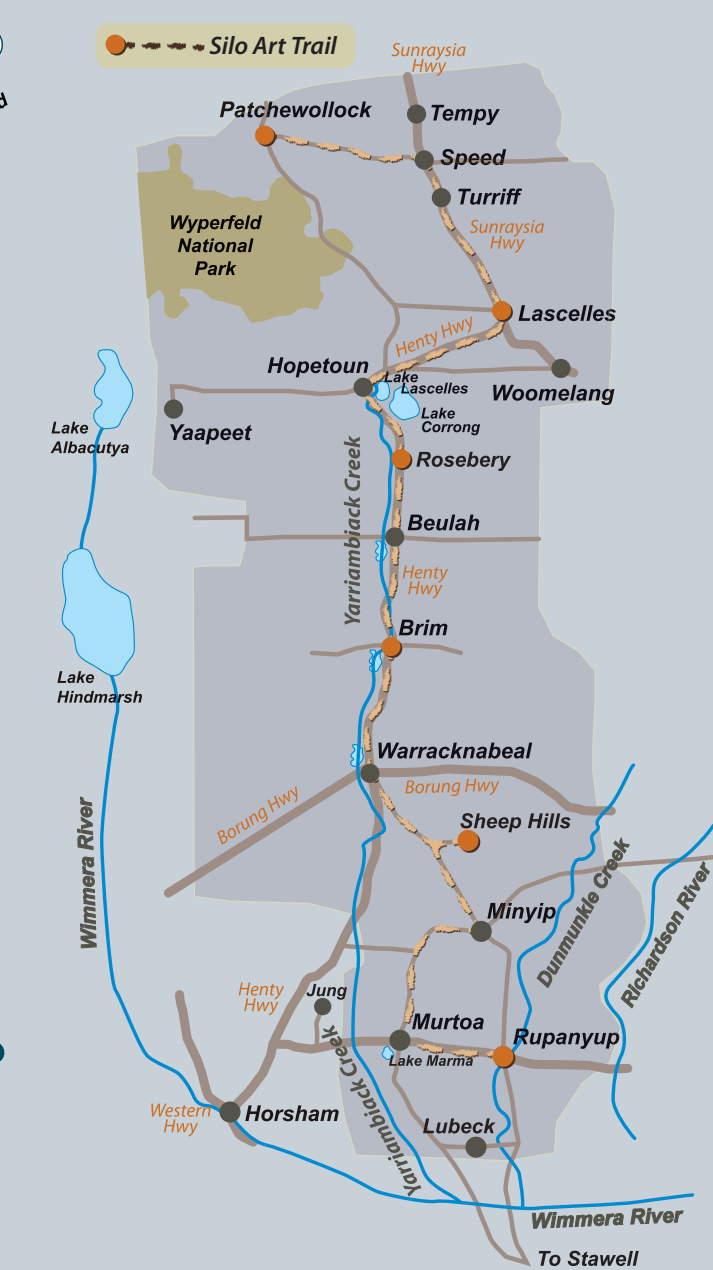 Silo Art Trail
Sunraysia
Hwy
Patchewollock
Tempy
Speed
Turriff
Wyperfeld
National
Park
Sunraysia
Hwy
Lascelles
Henty Hwy
Hopetoun
Lake
Lascelles
Woomelang
Lake
Corrong
Lake
Albacutya
Yaapeet
Rosebery
Yarriambiack Creek
Beulah
Henty
Hwy
Brim
Lake
Hindmarsh
Warracknabeal
Borung Hwy
Borung Hwy
Sheep Hills
Wimmera River
Minyip
Dunmunkle Creek
Richardson River
Henty
Hwy
Jung
Murtoa
Rupanyup
Lake Marma
Yarriambiack Creek
Western
Hwy
Horsham
Lubeck
Wimmera River
To Stawell